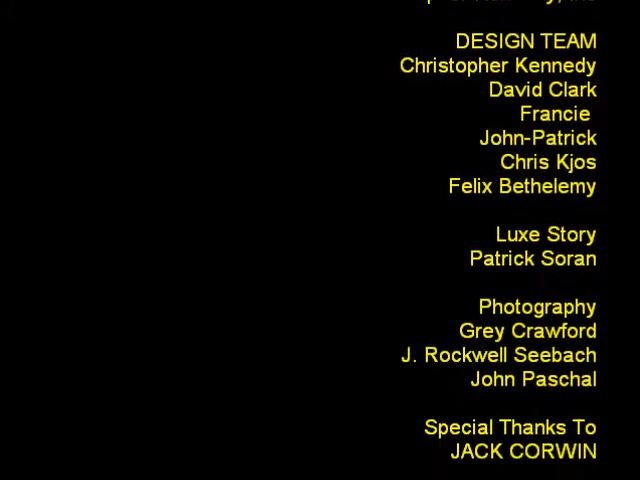 DESIGN TEAM
Christopher Kennedy
David Clark
Francie
John-Patrick
Chris Kjos
Felix Bethelemy
Luxe Story
Patrick Soran
Photography
Grey Crawford
J. Rockwell Seebach
John Paschal
Special Thanks To
JACK CORWIN